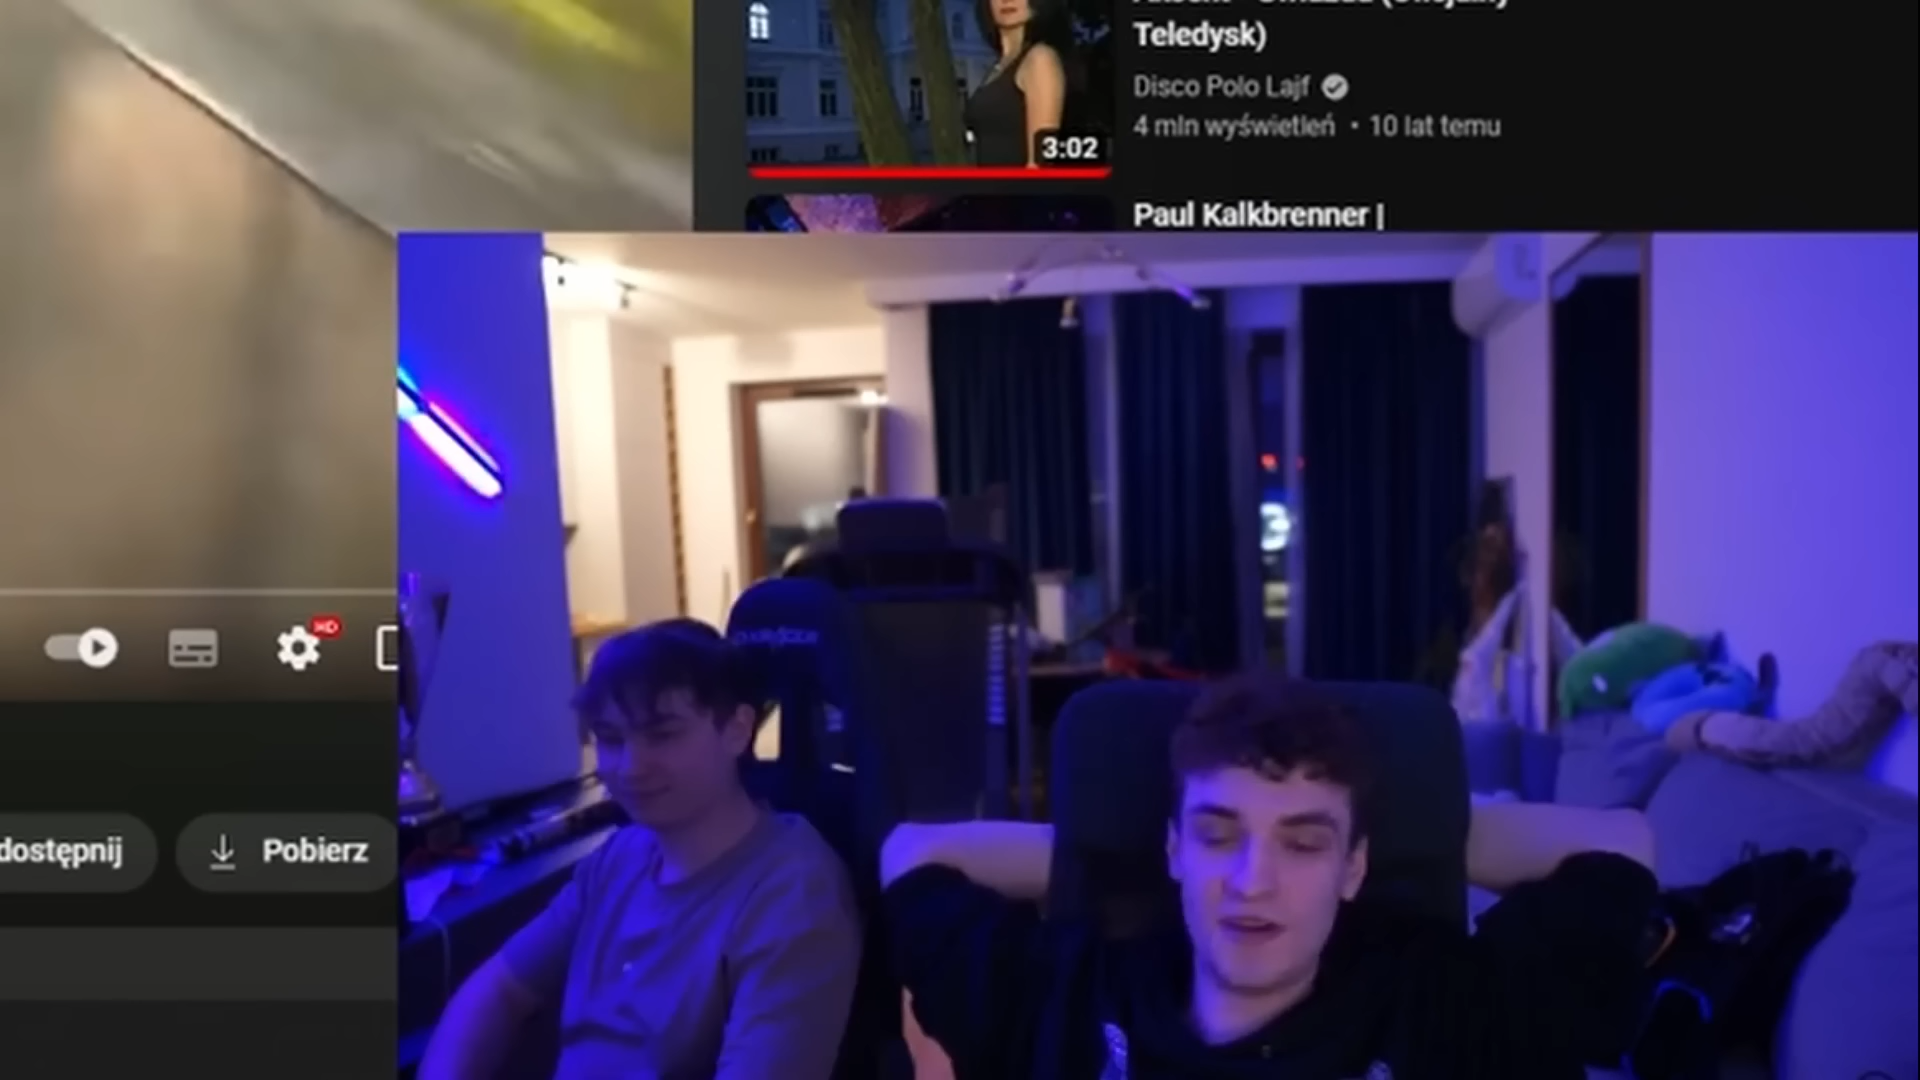 Teledysk)
Disco Polo Lajf
4 mln wyświetleń • 10 lat temu
3:02
Paul Kalkbrenner |
HD
dostępnij
Pobierz